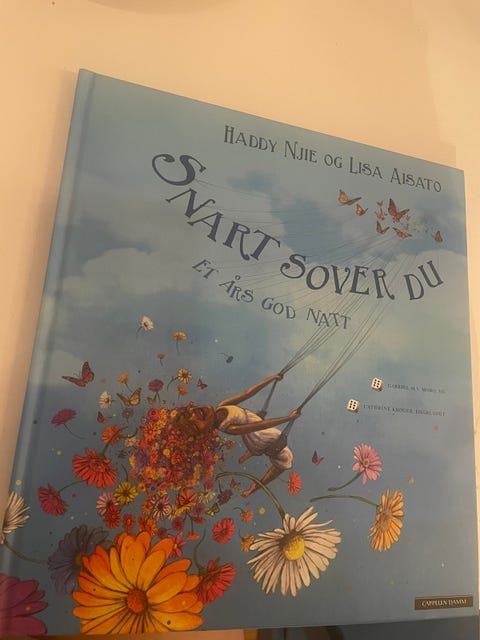 HADDY NJIE OG LISA AISATO
SNART SOVER DU
ET ÅRS GOD NATT
CAPPELEN DAMM